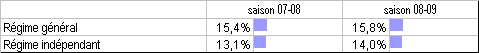 saison 07-08 saison 08-09
Régime général 15,4% 15,8%
Régime indépendant 13,1% 14,0%